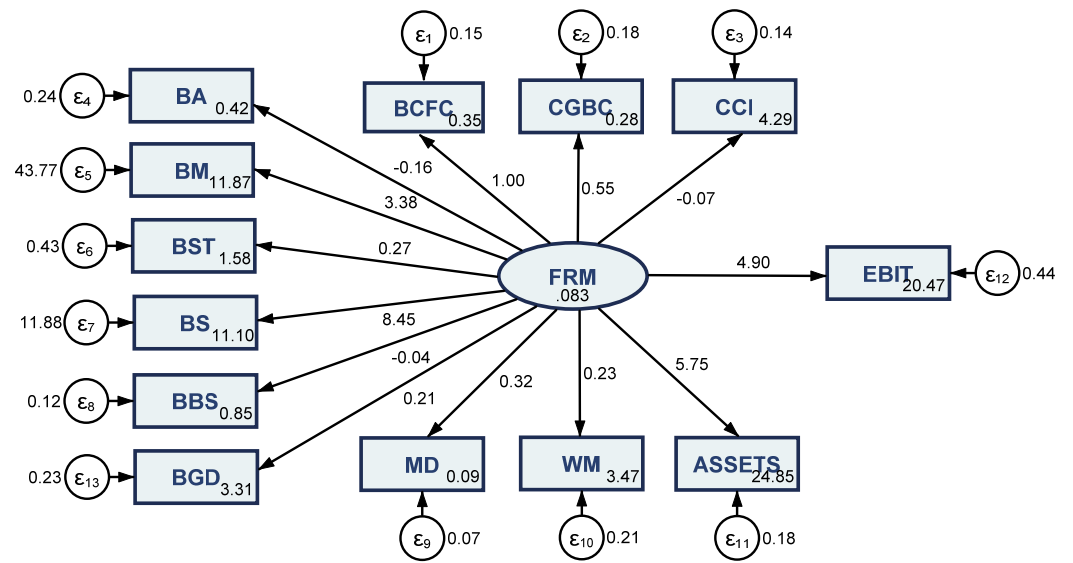 ε1 0.15
ε2 0.18
ε3 0.14
BCFC 0.35
CGBC 0.28
CCI 4.29
0.24 ε4 BA 0.42
43.77 ε5 BM 11.87
0.43 ε6 BST 1.58
11.88 ε7 BS 11.10
0.12 ε8 BBS 0.85
0.23 ε13 BGD 3.31
-0.16
3.38
0.27
8.45
-0.04
0.21
1.00
0.55
-0.07
FRM
.083
4.90
EBIT 20.47
ε12 0.44
0.32
0.23
5.75
MD 0.09
WM 3.47
ASSETS 24.85
ε9 0.07
ε10 0.21
ε11 0.18